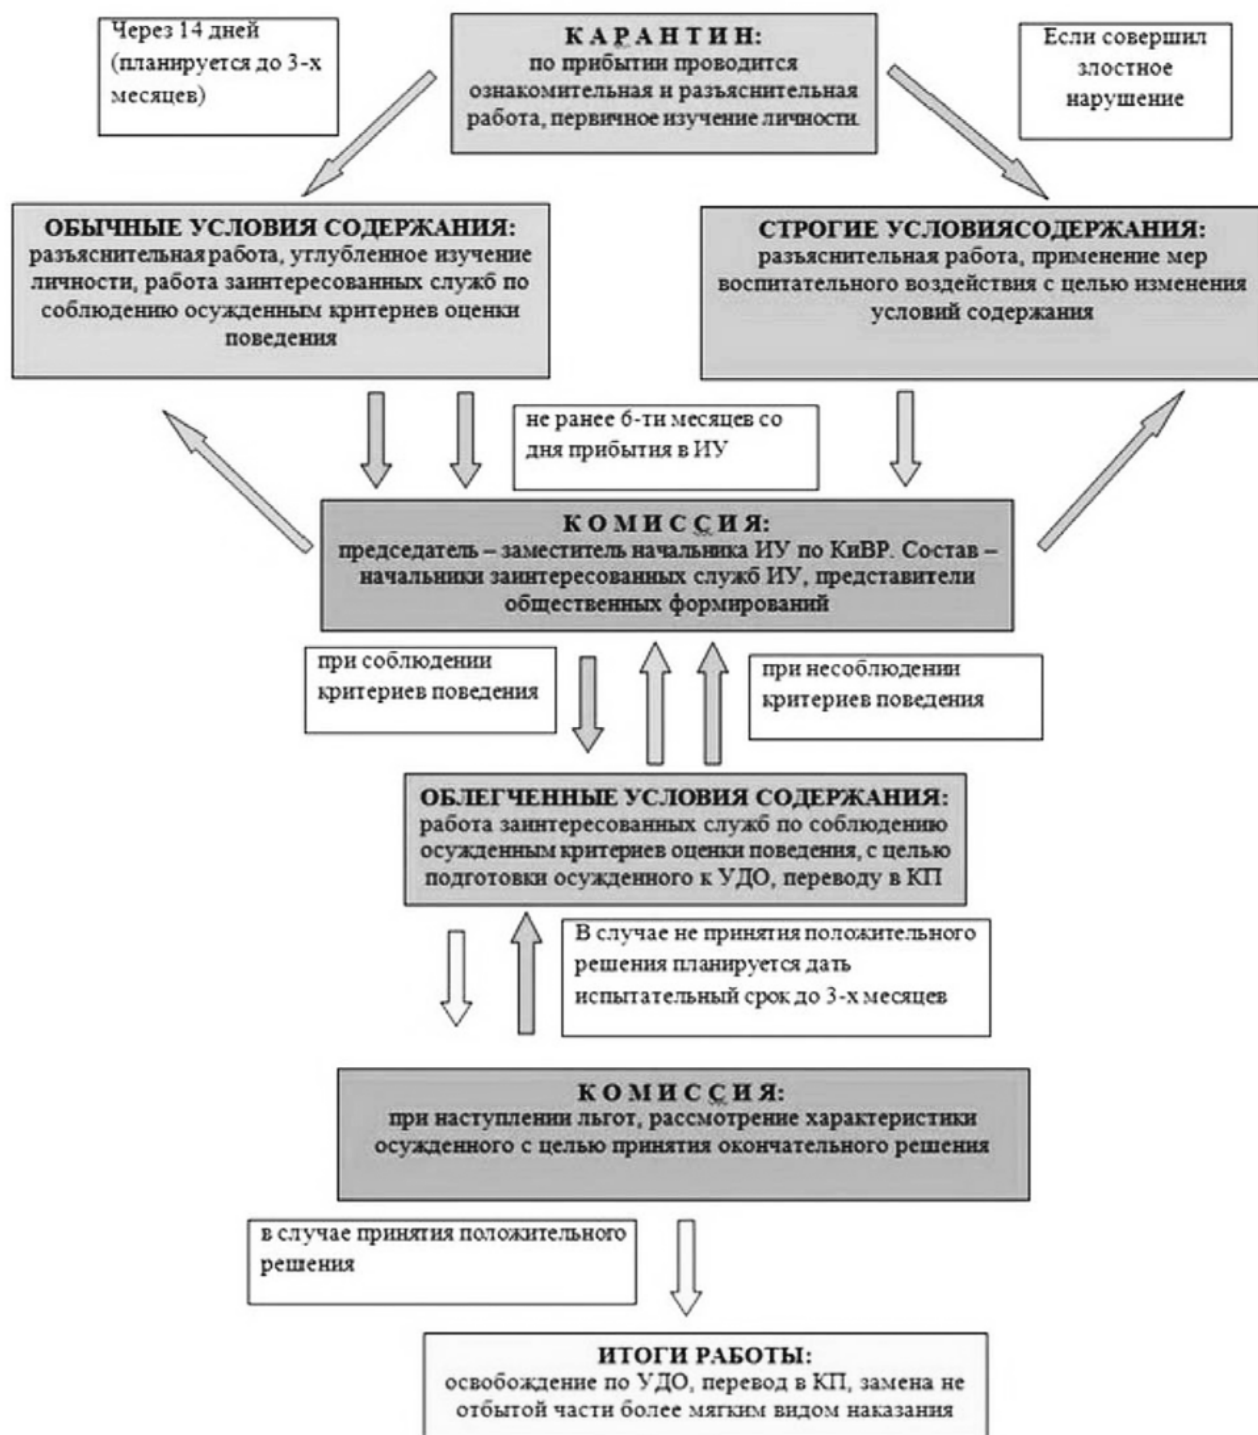 Через 14 дней
(планируется до 3-х
месяцев)
К А Р А Н Т И Н:
по прибытии проводится
ознакомительная и разъяснительная
работа, первичное изучение личности.
Если совершил
злостное
нарушение
ОБЫЧНЫЕ УСЛОВИЯ СОДЕРЖАНИЯ:
разъяснительная работа, углубленное изучение
личности, работа заинтересованных служб по
соблюдению осужденным критериев оценки
поведения
СТРОГИЕ УСЛОВИЯСОДЕРЖАНИЯ:
разъяснительная работа, применение мер
воспитательного воздействия с целью изменения
условий содержания
не ранее 6-ти месяцев со
дня прибытия в ИУ
К О М И С С И Я:
председатель – заместитель начальника ИУ по КиВР. Состав –
начальники заинтересованных служб ИУ, представители
общественных формирований
при соблюдении
критериев поведения
при несоблюдении
критериев поведения
ОБЛЕГЧЕННЫЕ УСЛОВИЯ СОДЕРЖАНИЯ:
работа заинтересованных служб по соблюдению
осужденным критериев оценки поведения, с целью
подготовки осужденного к УДО, переводу в КП
В случае не принятия положительного
решения планируется дать
испытательный срок до 3-х месяцев
К О М И С С И Я:
при наступлении льгот, рассмотрение характеристики
осужденного с целью принятия окончательного решения
в случае принятия положительного
решения
ИТОГИ РАБОТЫ:
освобождение по УДО, перевод в КП, замена не
отбытой части более мягким видом наказания